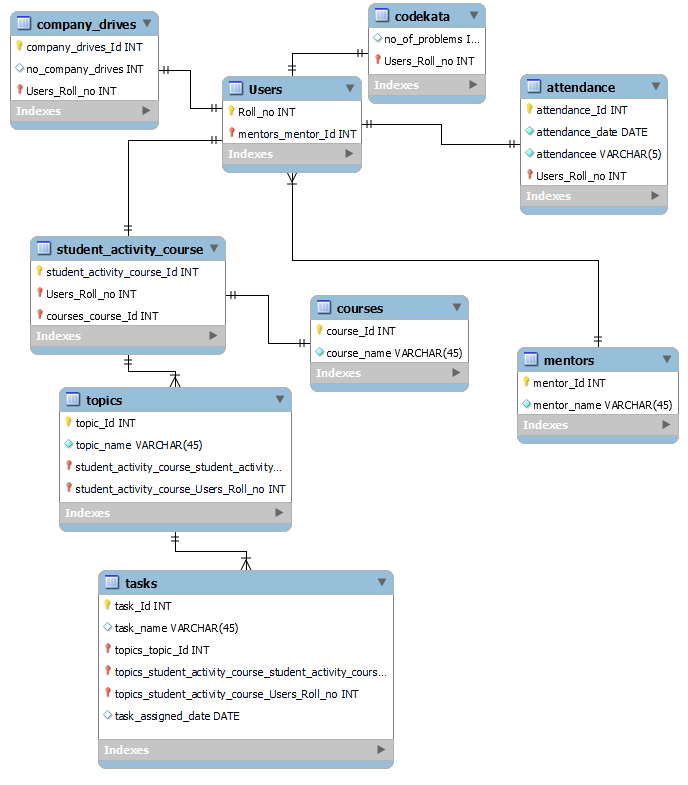 company_drives
company_drives_Id INT
no_company_drives INT
Users_Roll_no INT
Indexes
codekata
no_of_problems I...
Users_Roll_no INT
Indexes
Users
Roll_no INT
mentors_mentor_Id INT
Indexes
attendance
attendance_Id INT
attendance_date DATE
attendancee VARCHAR(5)
Users_Roll_no INT
Indexes
student_activity_course
student_activity_course_Id INT
Users_Roll_no INT
courses_course_Id INT
Indexes
courses
course_Id INT
course_name VARCHAR(45)
Indexes
mentors
mentor_Id INT
mentor_name VARCHAR(45)
Indexes
topics
topic_Id INT
topic_name VARCHAR(45)
student_activity_course_student_activity...
student_activity_course_Users_Roll_no INT
Indexes
tasks
task_Id INT
task_name VARCHAR(45)
topics_topic_Id INT
topics_student_activity_course_student_activity_cours...
topics_student_activity_course_Users_Roll_no INT
task_assigned_date DATE
Indexes